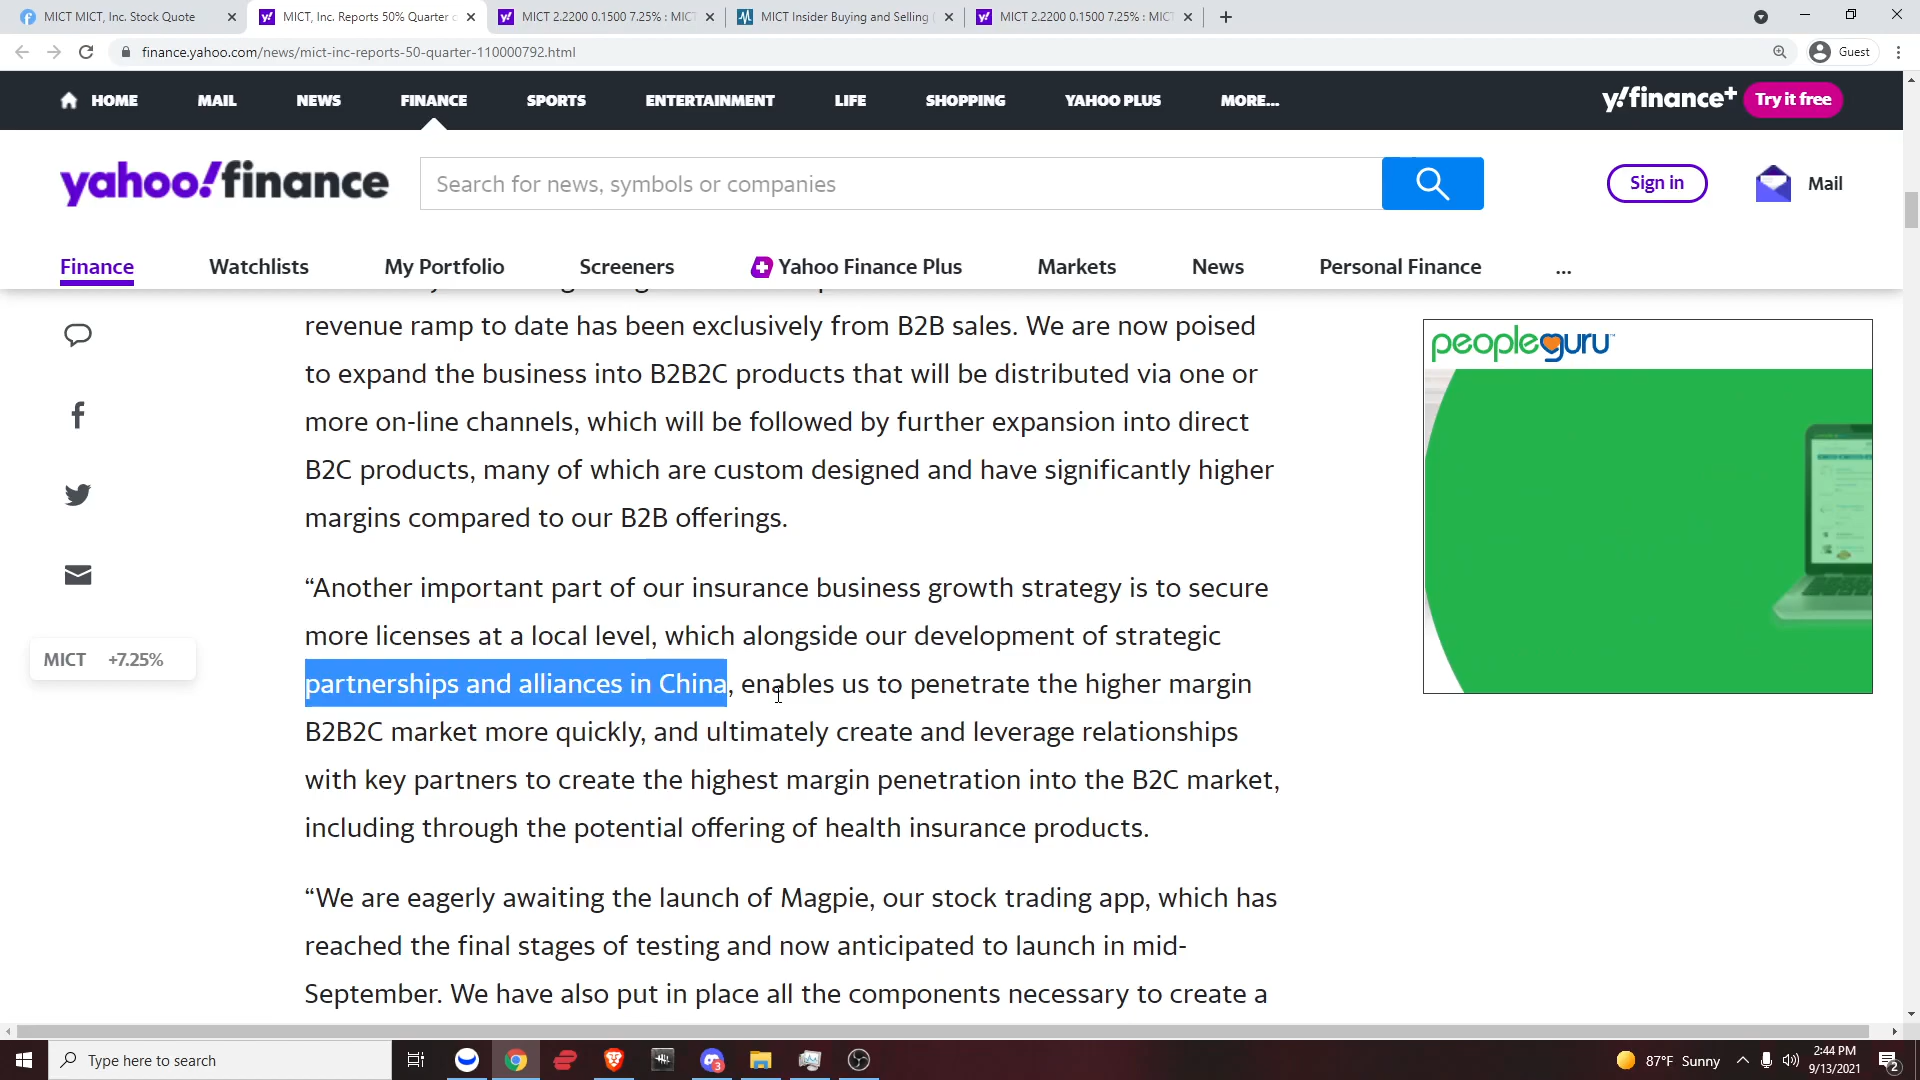 MICT MICT, Inc. Stock Quote
MICT, Inc. Reports 50% Quarter
MICT 2.2200 0.1500 7.25% : MICT
MICT Insider Buying and Selling
MICT 2.2200 0.1500 7.25% : MICT
finance.yahoo.com/news/mict-inc-reports-50-quarter-110000792.html
Guest
HOME MAIL NEWS FINANCE SPORTS ENTERTAINMENT LIFE SHOPPING YAHOO PLUS MORE...
y!finance+ Try it free
yahoo!finance
Search for news, symbols or companies
Sign in
Mail
Finance Watchlists My Portfolio Screeners Yahoo Finance Plus Markets News Personal Finance ...
revenue ramp to date has been exclusively from B2B sales. We are now poised
to expand the business into B2B2C products that will be distributed via one or
more on-line channels, which will be followed by further expansion into direct
B2C products, many of which are custom designed and have significantly higher
margins compared to our B2B offerings.
“Another important part of our insurance business growth strategy is to secure
more licenses at a local level, which alongside our development of strategic
partnerships and alliances in China, enables us to penetrate the higher margin
B2B2C market more quickly, and ultimately create and leverage relationships
with key partners to create the highest margin penetration into the B2C market,
including through the potential offering of health insurance products.
“We are eagerly awaiting the launch of Magpie, our stock trading app, which has
reached the final stages of testing and now anticipated to launch in mid-
September. We have also put in place all the components necessary to create a
MICT +7.25%
peopleguru™
Type here to search
3
87°F Sunny
2:44 PM
9/13/2021
2